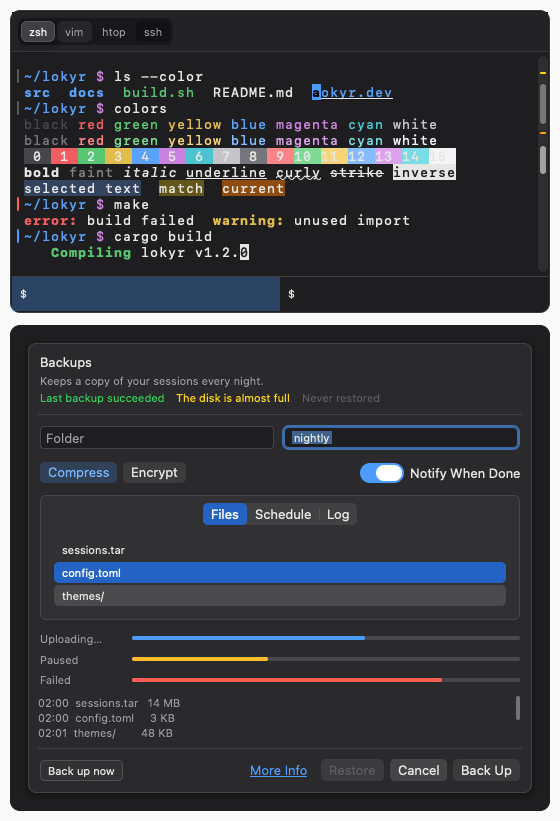 zsh vim htop ssh
~/lokyr $ ls --color
src docs build.sh README.md lokyr.dev
~/lokyr $ colors
black red green yellow blue magenta cyan white
black red green yellow blue magenta cyan white
0 1 2 3 4 5 6 7 8 9 10 11 12 13 14 15
bold faint italic underline curly strike inverse
selected text match current
~/lokyr $ make
error: build failed warning: unused import
~/lokyr $ cargo build
Compiling lokyr v1.2.0
$ $
Backups
Keeps a copy of your sessions every night.
Last backup succeeded The disk is almost full Never restored
Folder nightly
Compress Encrypt Notify When Done
Files Schedule Log
sessions.tar
config.toml
themes/
Uploading...
Paused
Failed
02:00 sessions.tar 14 MB
02:00 config.toml 3 KB
02:01 themes/ 48 KB
Back up now More Info Restore Cancel Back Up